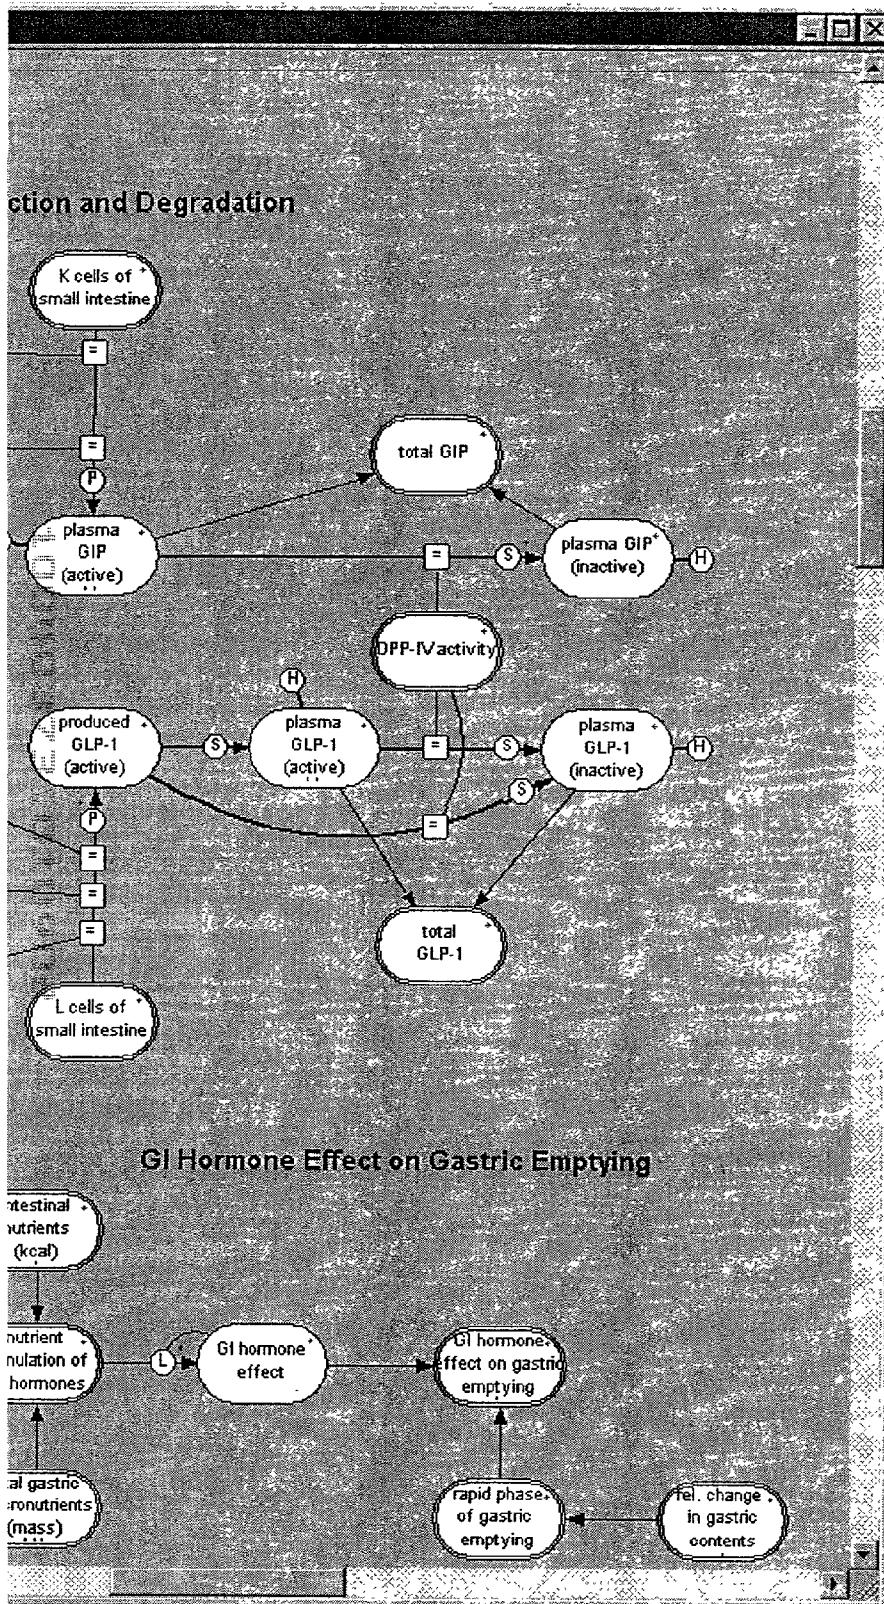 ction and Degradation
K cells of
small intestine
=
=
P
total GIP
plasma
GIP
(active)
=
S
plasma GIP
(inactive)
H
DPP-IV activity
H
produced
GLP-1
(active)
S
plasma
GLP-1
(active)
=
S
plasma
GLP-1
(inactive)
H
S
=
P
=
=
=
total
GLP-1
L cells of
small intestine
GI Hormone Effect on Gastric Emptying
ntestinal
nutrients
(kcal)
nutrient
nulation of
hormones
L
GI hormone
effect
GI hormone
effect on gastric
emptying
al gastric
ronutrients
(mass)
rapid phase
of gastric
emptying
rel. change
in gastric
contents